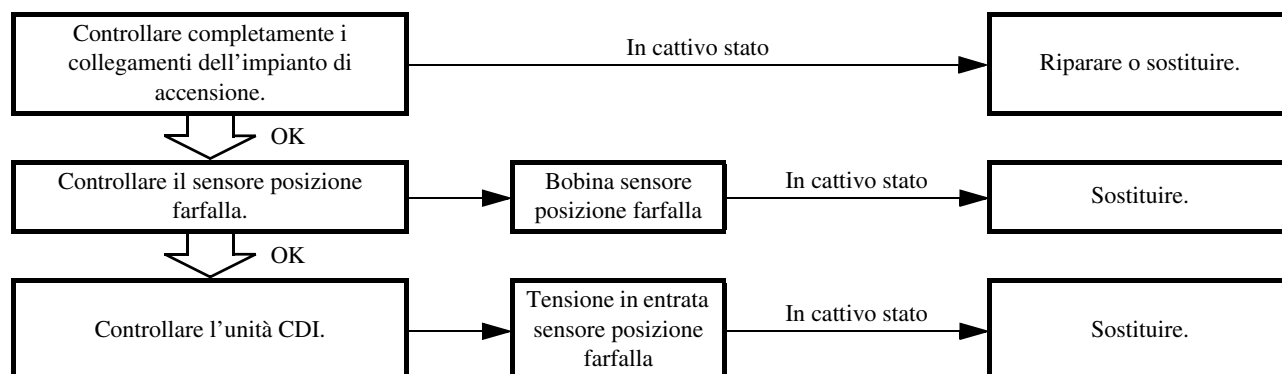 Controllare completamente i
collegamenti dell'impianto di
accensione.
In cattivo stato
Riparare o sostituire.
OK
Controllare il sensore posizione
farfalla.
Bobina sensore
posizione farfalla
In cattivo stato
Sostituire.
OK
Controllare l'unità CDI.
Tensione in entrata
sensore posizione
farfalla
In cattivo stato
Sostituire.